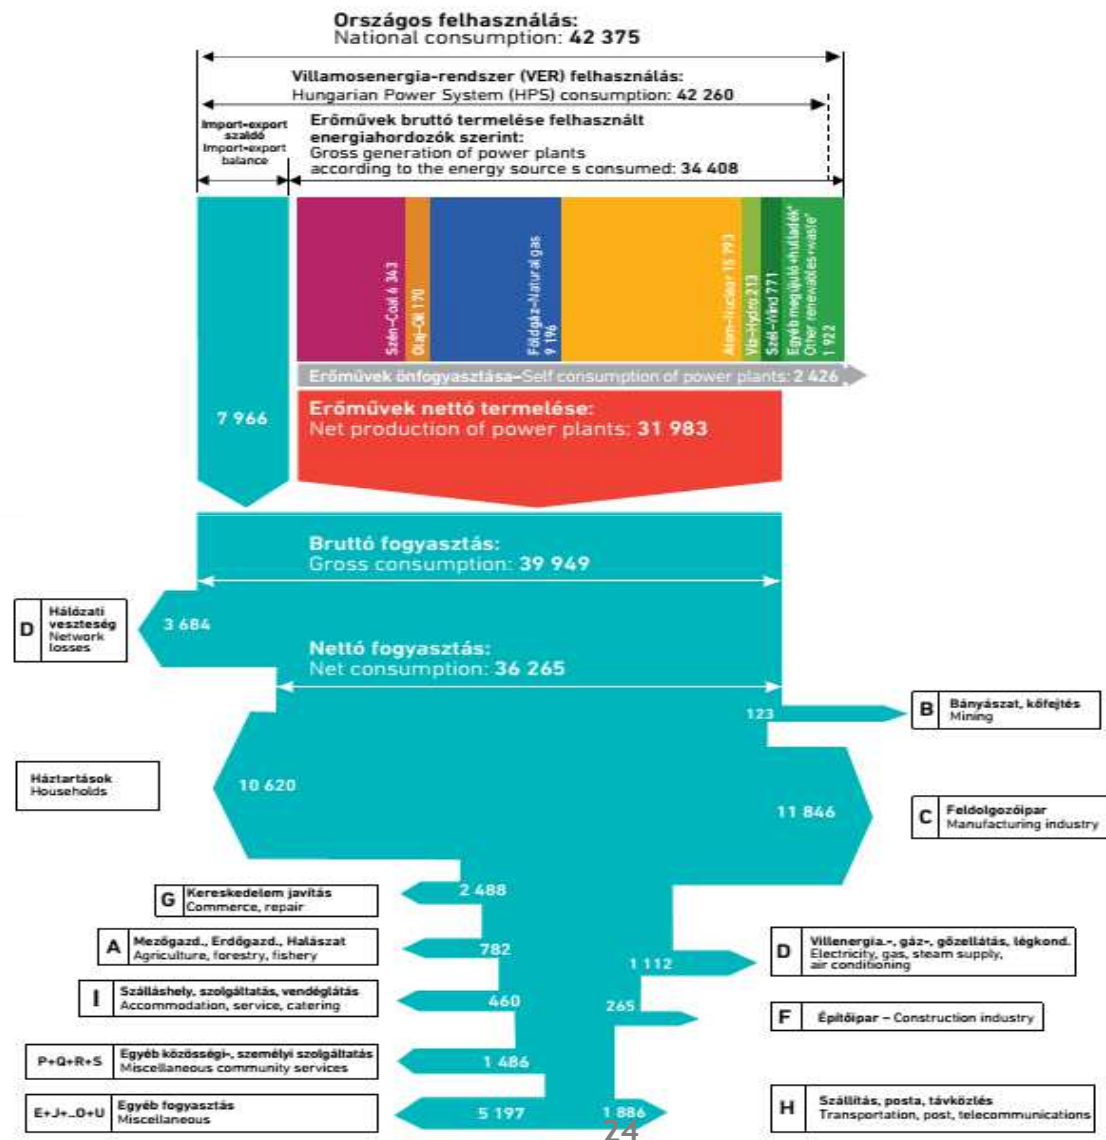 Országos felhasználás:
National consumption: 42 375
Villamosenergia-rendszer (VER) felhasználás:
Hungarian Power System (HPS) consumption: 42 260
Import-export
szaldó
Import-export
balance
Erőművek bruttó termelése felhasznált
energiahordozók szerint:
Gross generation of power plants
according to the energy source s consumed: 34 408
Szén-Coal 6 343
Olaj-Oil 170
Földgáz-Natural gas
9 196
Atom-Nuclear 15 793
Víz-Hydro 213
Szél-Wind 771
Egyéb megújuló+hulladék*
Other renewables+waste*
1 922
Erőművek önfogyasztása-Self consumption of power plants: 2 426
7 966
Erőművek nettó termelése:
Net production of power plants: 31 983
Bruttó fogyasztás:
Gross consumption: 39 949
D
Hálózati
veszteség
Network
losses
3 684
Nettó fogyasztás:
Net consumption: 36 265
123
B
Bányászat, kőfejtés
Mining
Háztartások
Households
10 620
11 846
C
Feldolgozóipar
Manufacturing industry
G
Kereskedelem javítás
Commerce, repair
2 488
A
Mezőgazd., Erdőgazd., Halászat
Agriculture, forestry, fishery
782
1 112
D
Villenergia.-, gáz-, gőzellátás, légkond.
Electricity, gas, steam supply,
air conditioning
I
Szálláshely, szolgáltatás, vendéglátás
Accommodation, service, catering
460
265
F
Építőipar – Construction industry
P+Q+R+S
Egyéb közösségi-, személyi szolgáltatás
Miscellaneous community services
1 486
E+J+...O+U
Egyéb fogyasztás
Miscellaneous
5 197
1 886
H
Szállítás, posta, távközlés
Transportation, post, telecommunications
24